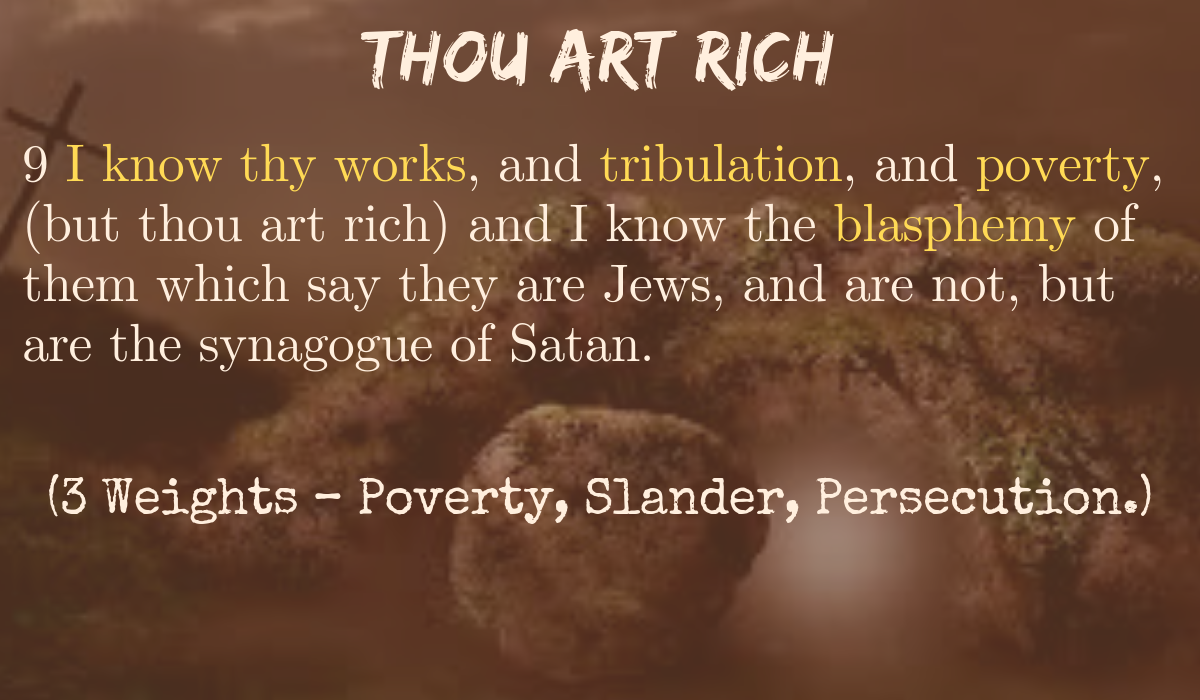 THOU ART RICH
9 I know thy works, and tribulation, and poverty,
(but thou art rich) and I know the blasphemy of
them which say they are Jews, and are not, but
are the synagogue of Satan.
(3 Weights – Poverty, Slander, Persecution.)